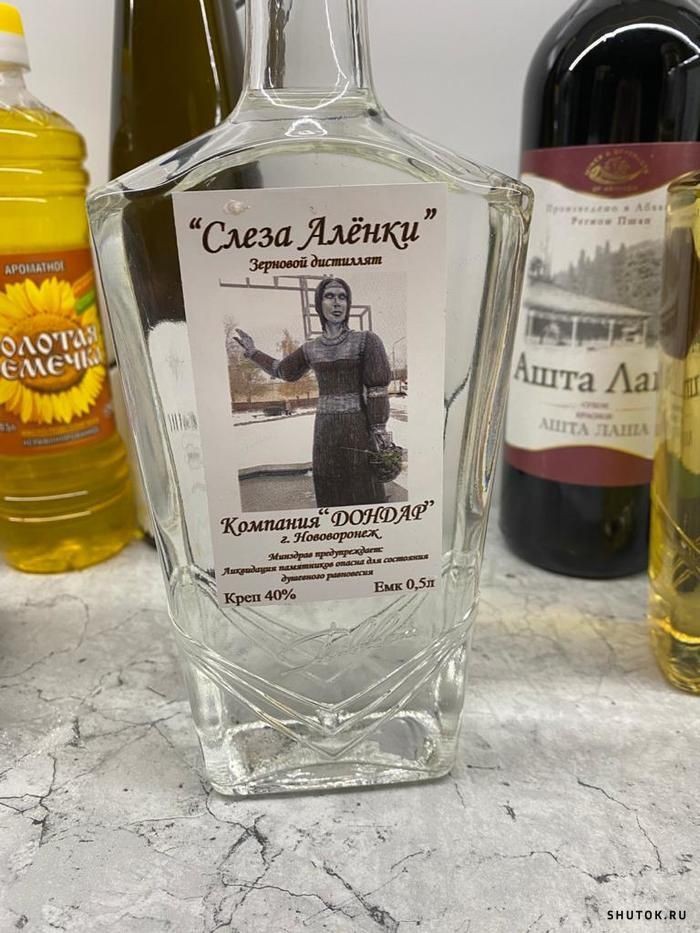 "Слеза Алёнки"
Зерновой дистиллят
Компания "ДОНДАР"
г. Нововоронеж
Минздрав предупреждает:
Ликвидация памятников опасна для состояния
душевного равновесия
Креп 40%
Емк 0,5л
АРОМАТНОЕ
ОЛОТАЯ
ЕМЕЧКА
Произведено в Абха
Регион Пшап
Ашта Ла
АШТА ЛАША
SHUTOK.RU